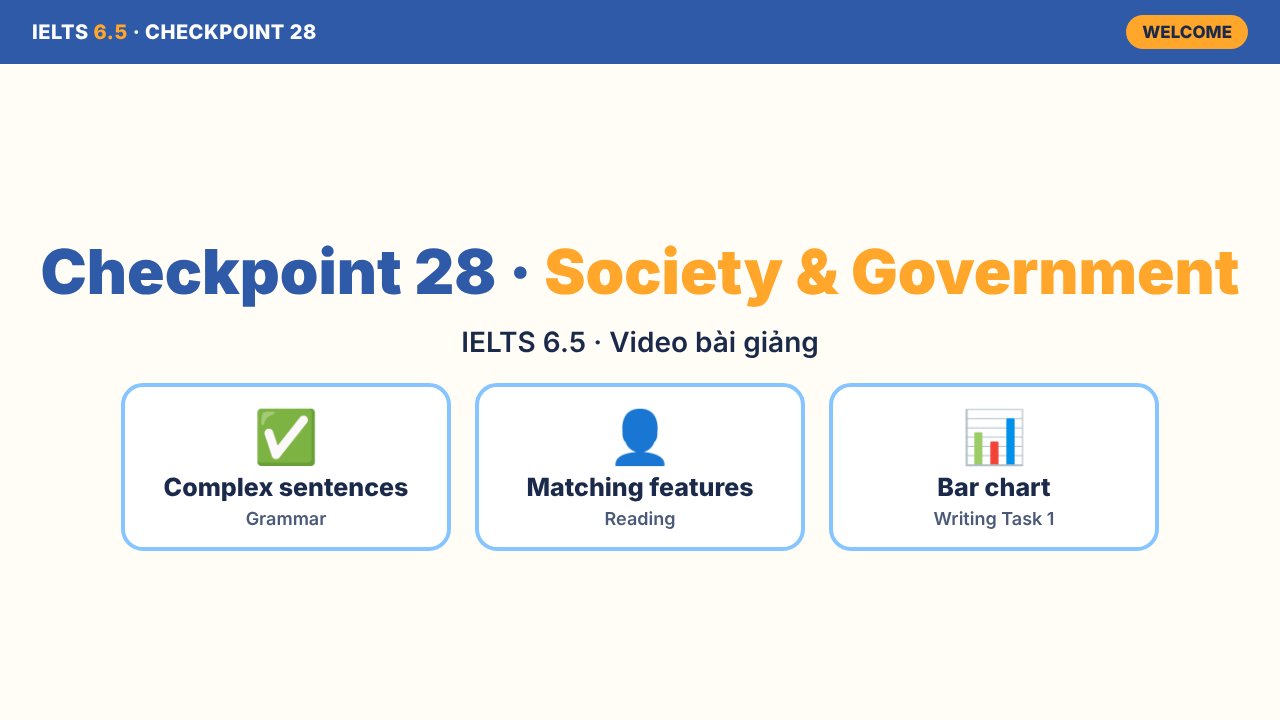 IELTS 6.5 · CHECKPOINT 28
WELCOME
Checkpoint 28 · Society & Government
IELTS 6.5 · Video bài giảng
Complex sentences
Grammar
Matching features
Reading
Bar chart
Writing Task 1